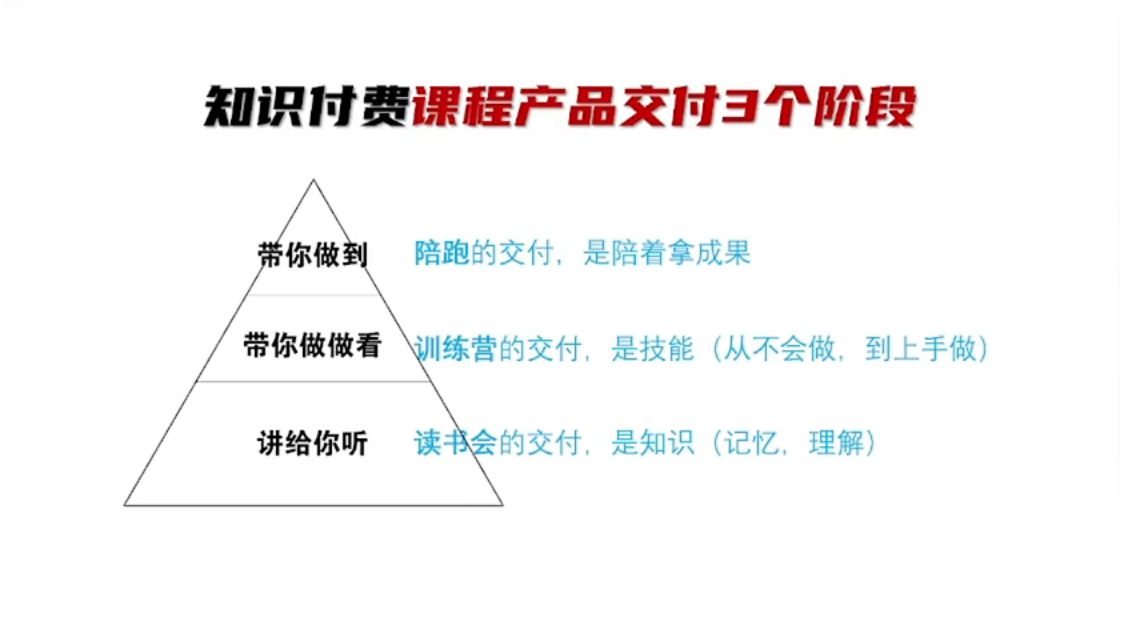 知识付费课程产品交付3个阶段
带你做到
陪跑的交付，是陪着拿成果
带你做做看
训练营的交付，是技能（从不会做，到上手做）
讲给你听
读书会的交付，是知识（记忆，理解）